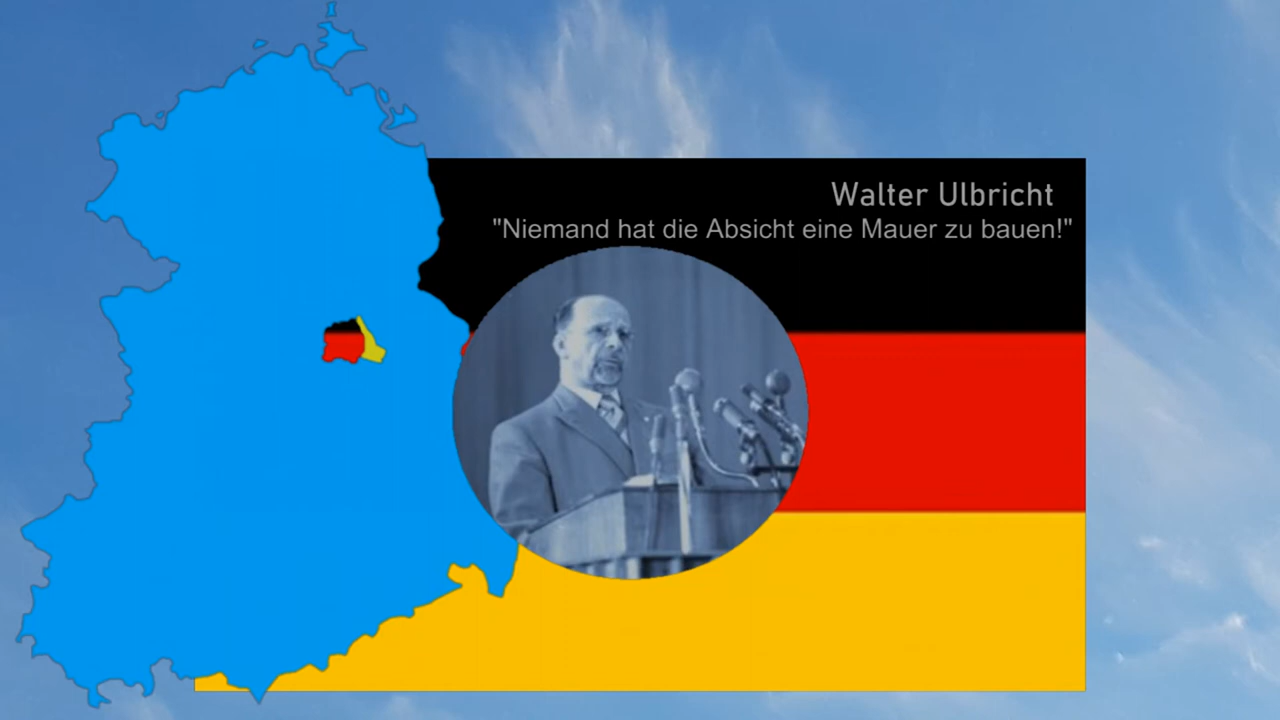 Walter Ulbricht
"Niemand hat die Absicht eine Mauer zu bauen!"